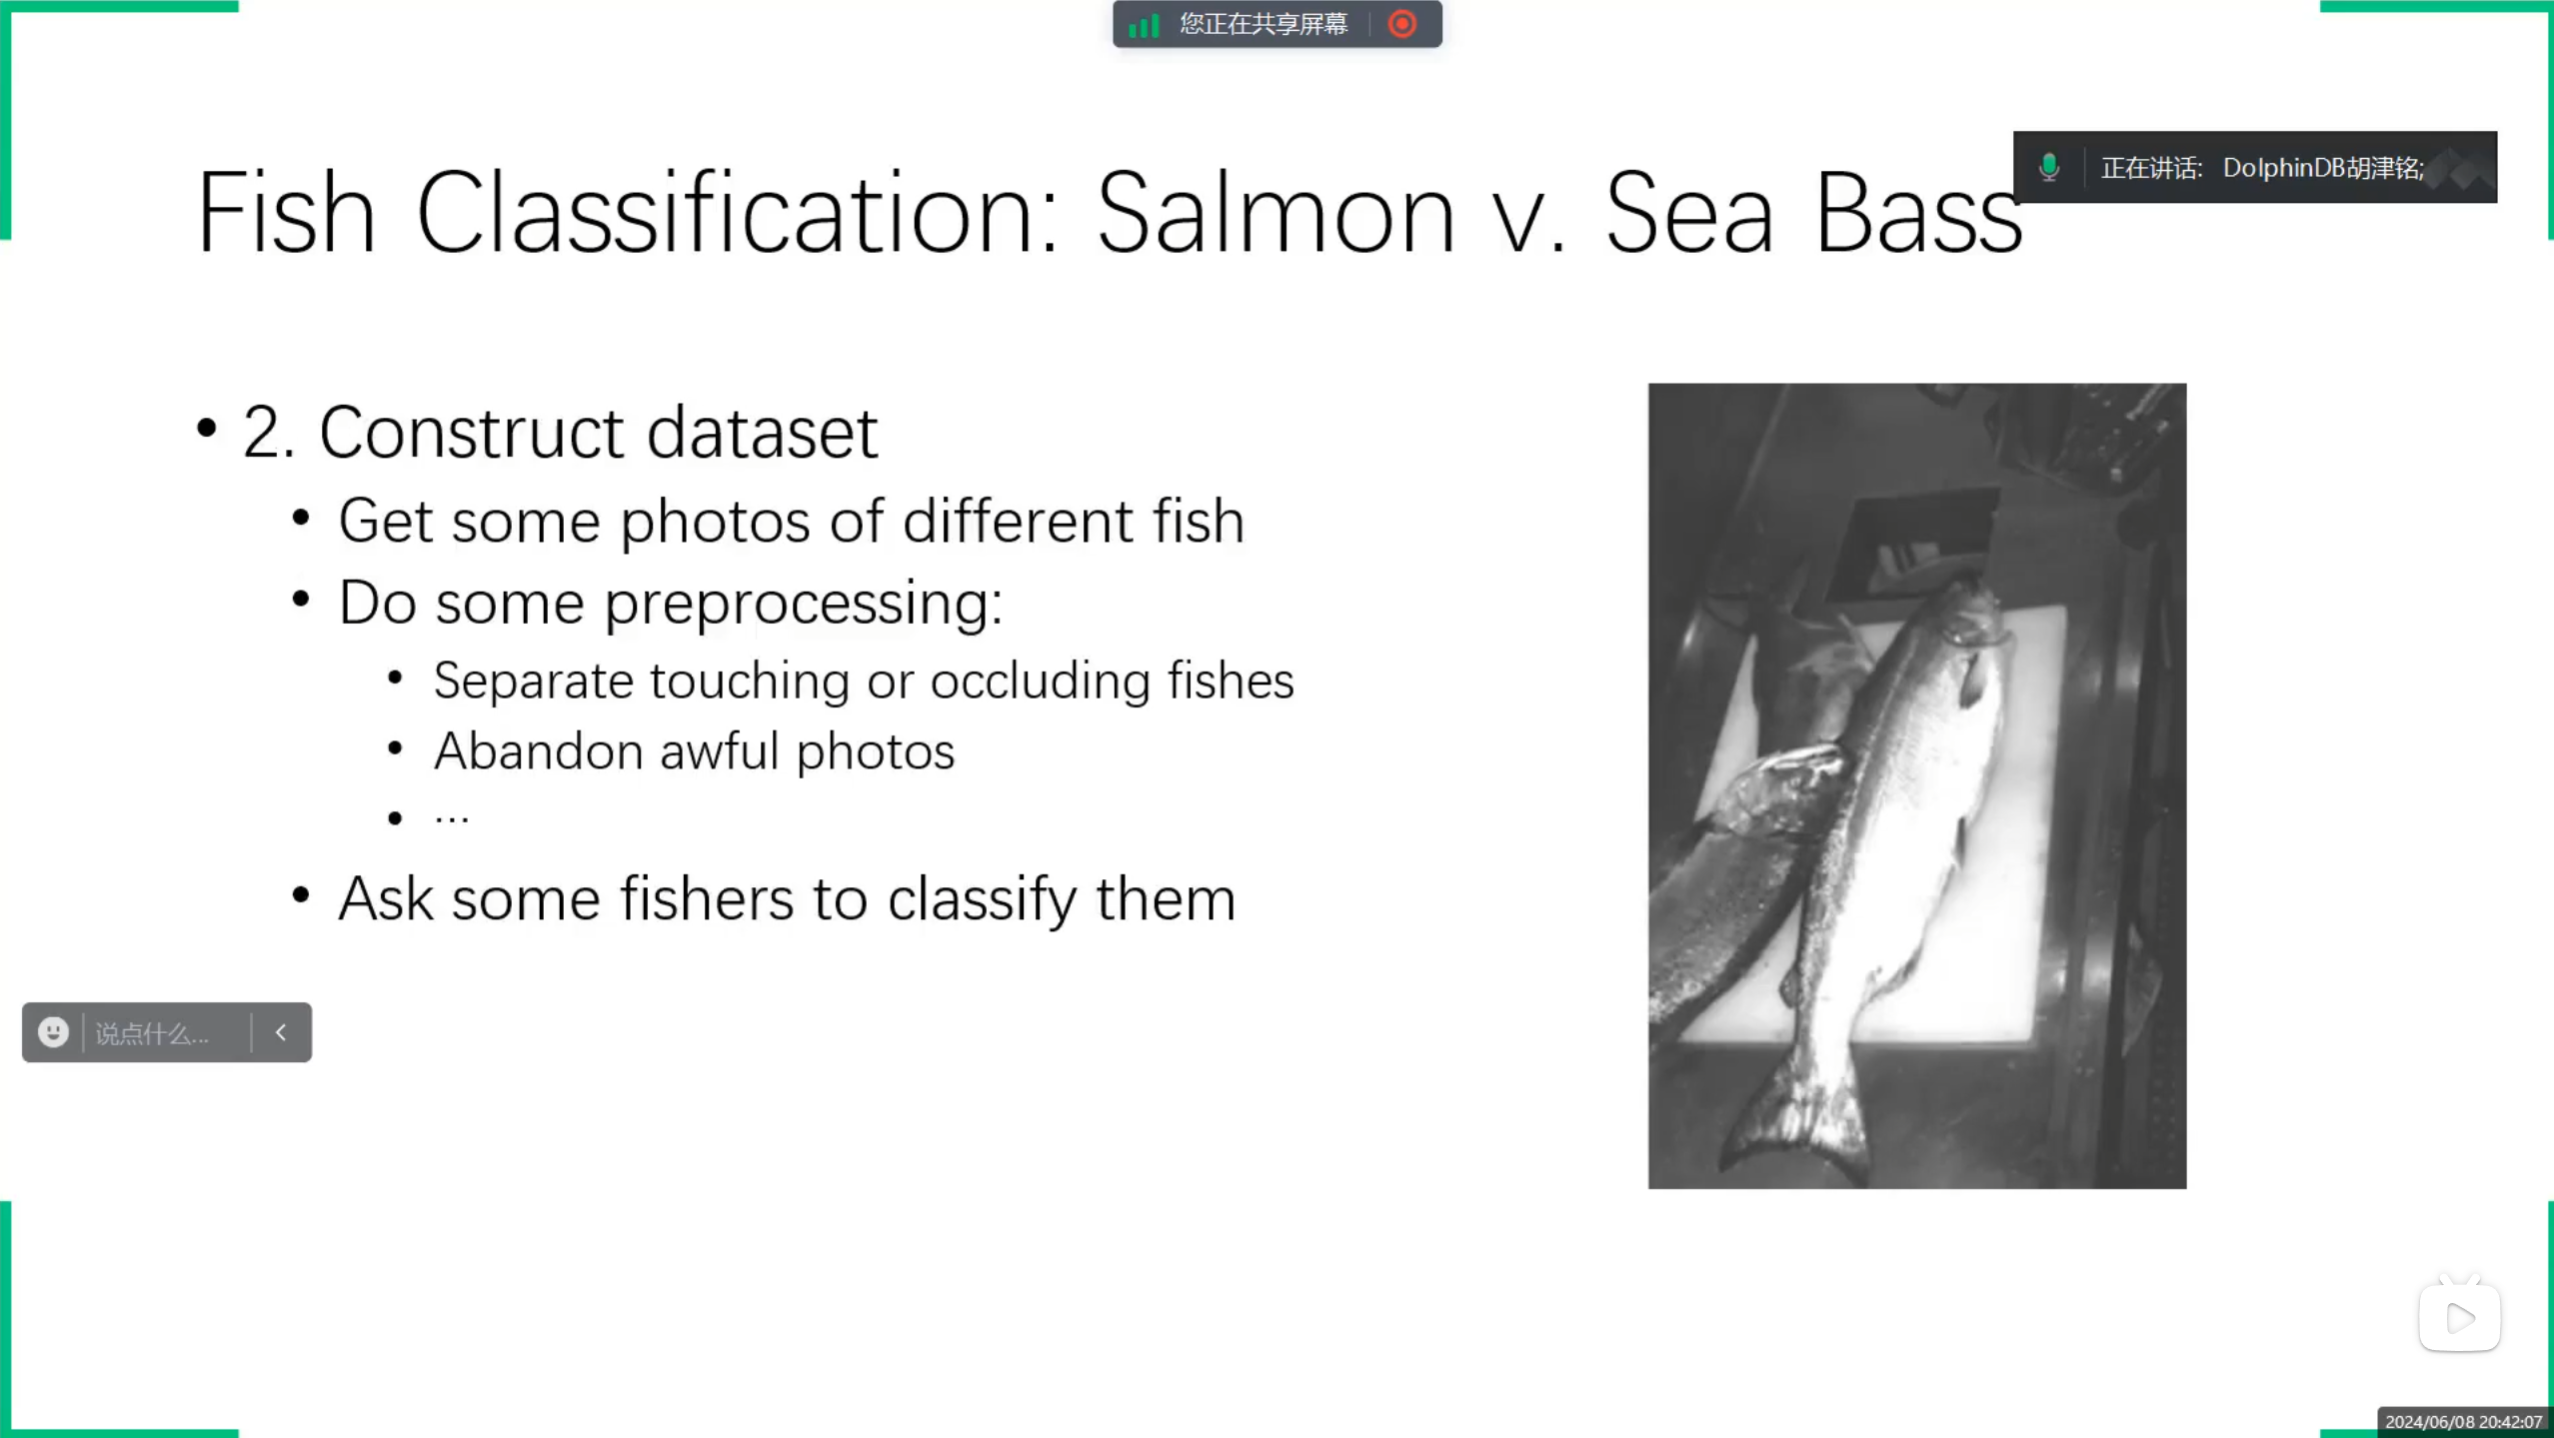 您正在共享屏幕
正在讲话: DolphinDB胡津铭;
Fish Classification: Salmon v. Sea Bass
• 2. Construct dataset
• Get some photos of different fish
• Do some preprocessing:
• Separate touching or occluding fishes
• Abandon awful photos
• ...
• Ask some fishers to classify them
说点什么...
2024/06/08 20:42:07